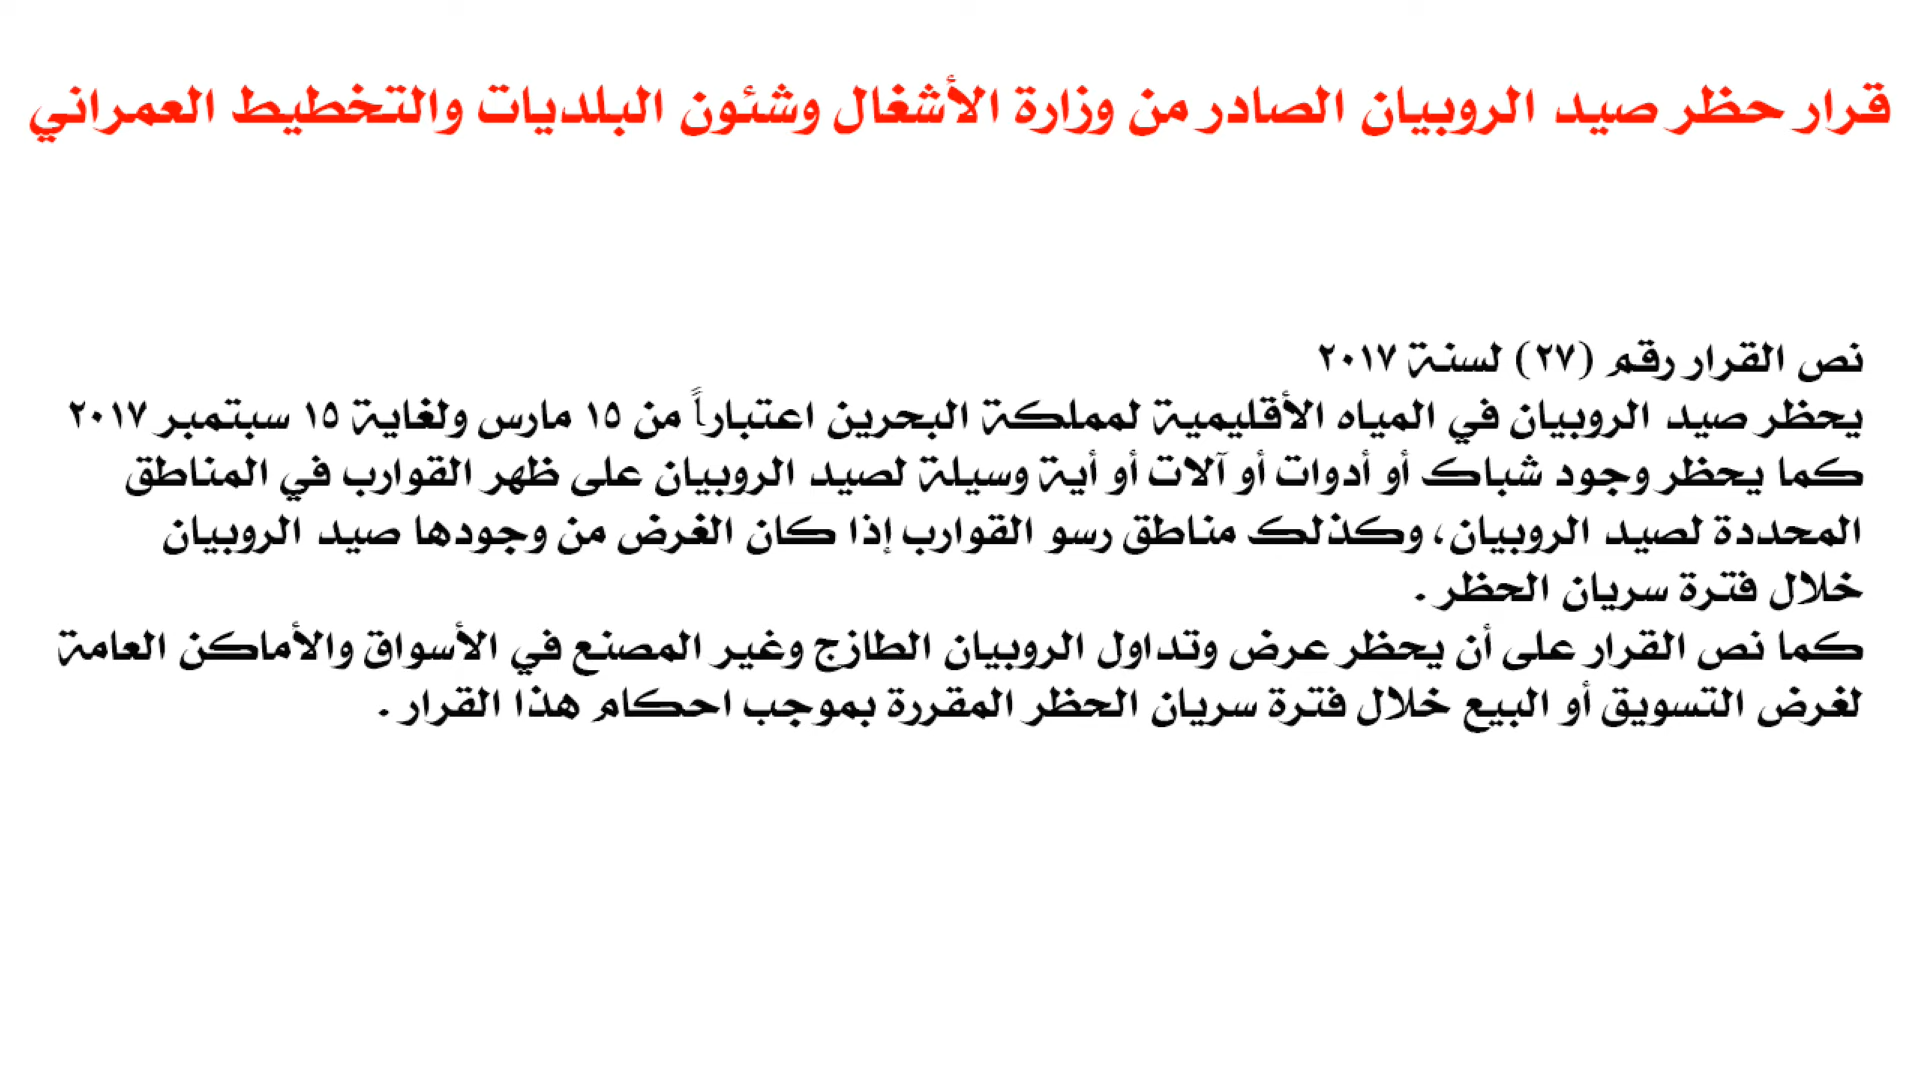 قرار حظر صيد الروبيان الصادر من وزارة الأشغال وشئون البلديات والتخطيط العمراني
نص القرار رقم (٢٧) لسنة ٢٠١٧
يحظر صيد الروبيان في المياه الأقليمية لمملكة البحرين اعتباراً من ١٥ مارس ولغاية ١٥ سبتمبر ٢٠١٧
كما يحظر وجود شباك أو أدوات أو آلات أو أية وسيلة لصيد الروبيان على ظهر القوارب في المناطق
المحددة لصيد الروبيان، وكذلك مناطق رسو القوارب إذا كان الغرض من وجودها صيد الروبيان
خلال فترة سريان الحظر .
كما نص القرار على أن يحظر عرض وتداول الروبيان الطازج وغير المصنع في الأسواق والأماكن العامة
لغرض التسويق أو البيع خلال فترة سريان الحظر المقررة بموجب احكام هذا القرار .